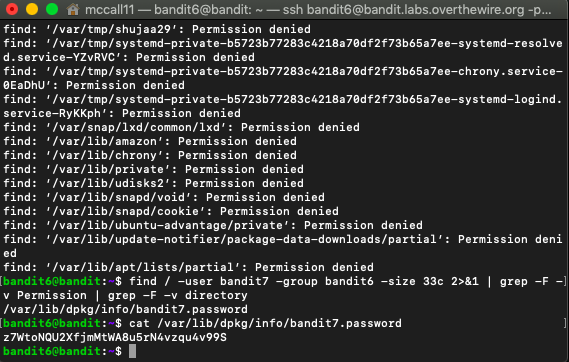 mccall11 — bandit6@bandit: ~ — ssh bandit6@bandit.labs.overthewire.org -p...
find: ‘/var/tmp/shujaa29’: Permission denied
find: ‘/var/tmp/systemd-private-b5723b77283c4218a70df2f73b65a7ee-systemd-resolve
d.service-YZvRVC’: Permission denied
find: ‘/var/tmp/systemd-private-b5723b77283c4218a70df2f73b65a7ee-chrony.service-
0EaDhU’: Permission denied
find: ‘/var/tmp/systemd-private-b5723b77283c4218a70df2f73b65a7ee-systemd-logind.
service-RyKKph’: Permission denied
find: ‘/var/snap/lxd/common/lxd’: Permission denied
find: ‘/var/lib/amazon’: Permission denied
find: ‘/var/lib/chrony’: Permission denied
find: ‘/var/lib/private’: Permission denied
find: ‘/var/lib/udisks2’: Permission denied
find: ‘/var/lib/snapd/void’: Permission denied
find: ‘/var/lib/snapd/cookie’: Permission denied
find: ‘/var/lib/ubuntu-advantage/private’: Permission denied
find: ‘/var/lib/update-notifier/package-data-downloads/partial’: Permission deni
ed
find: ‘/var/lib/apt/lists/partial’: Permission denied
[bandit6@bandit:~$ find / -user bandit7 -group bandit6 -size 33c 2>&1 | grep -F -]
v Permission | grep -F -v directory
/var/lib/dpkg/info/bandit7.password
[bandit6@bandit:~$ cat /var/lib/dpkg/info/bandit7.password ]
z7WtoNQU2XfjmMtWA8u5rN4vzqu4v99S
bandit6@bandit:~$